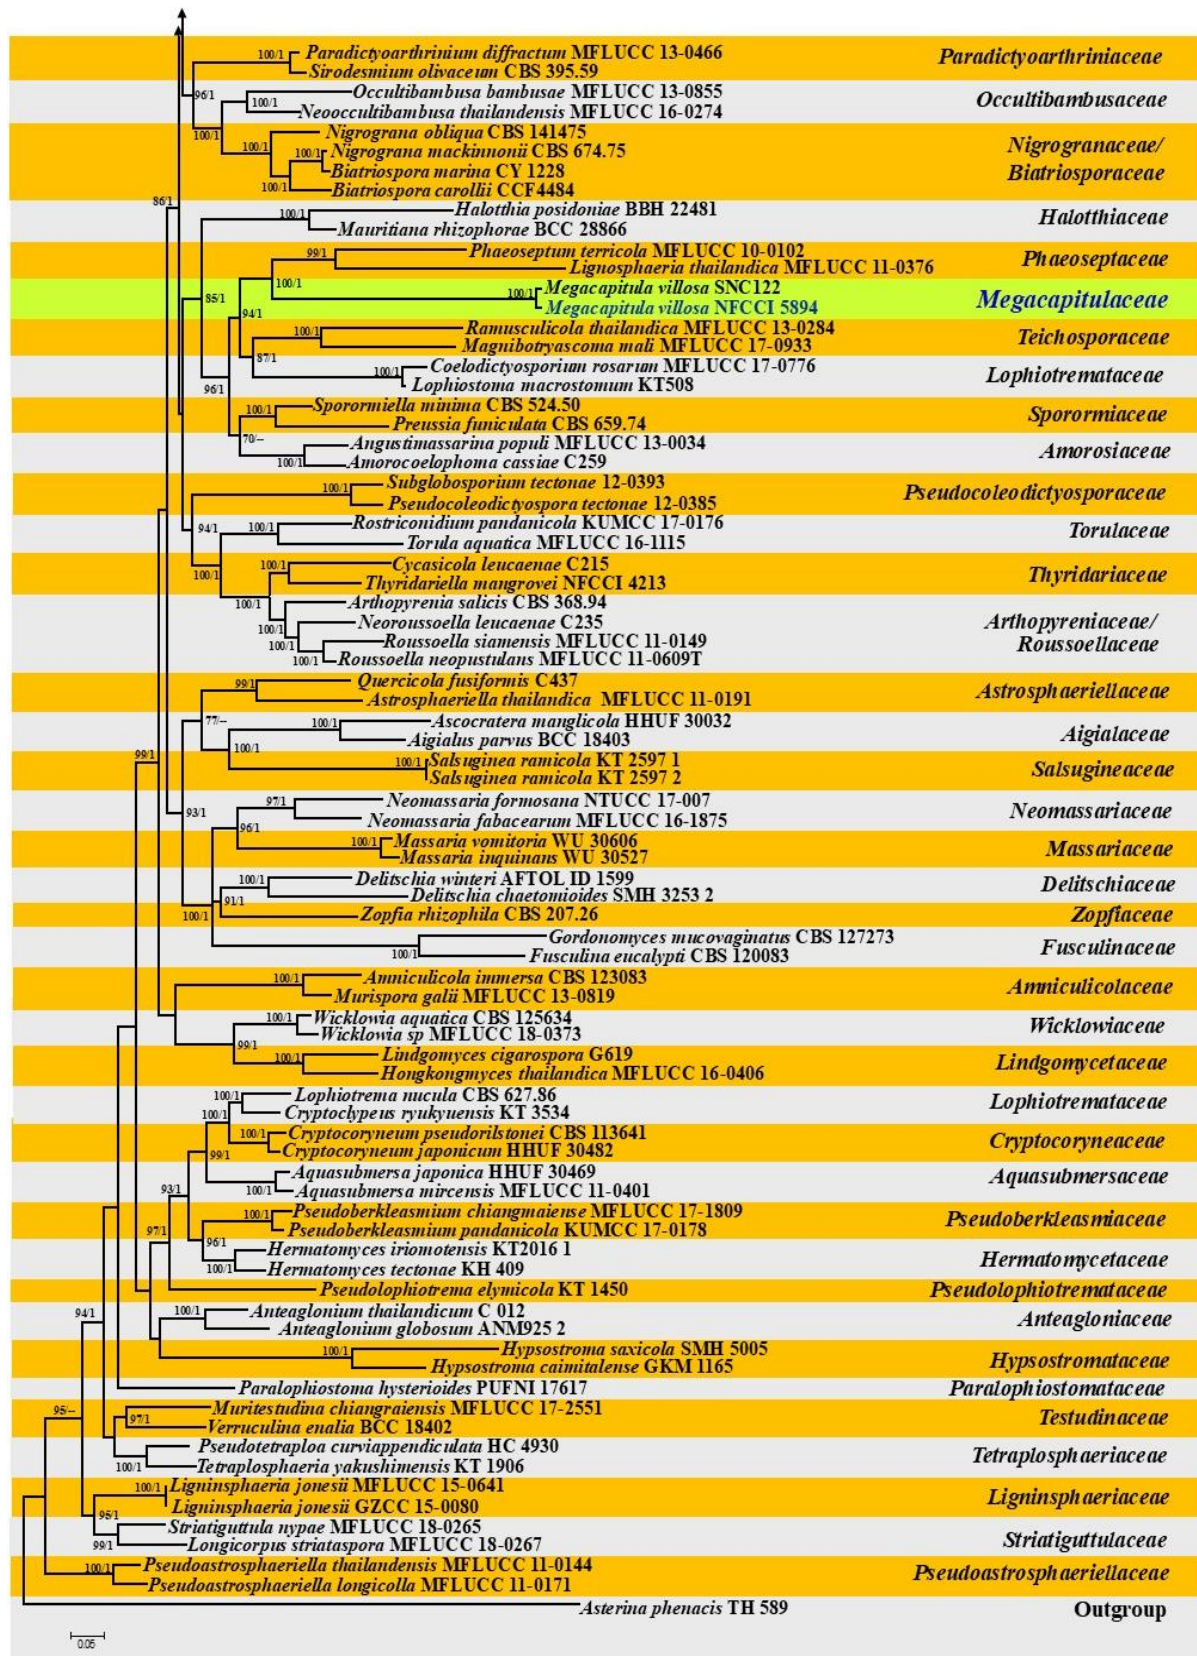 100/1 Paradictyoarthrinium diffractum MFLUCC 13-0466
Sirodesmium olivaceum CBS 395.59
Paradictyoarthriniaceae
96/1
Occultibambusa bambusae MFLUCC 13-0855
100/1
Neooccultibambusa thailandensis MFLUCC 16-0274
Occultibambusaceae
100/1
Nigrograna obliqua CBS 141475
100/1 Nigrograna mackinnonii CBS 674.75
Biatriospora marina CY 1228
100/1 Biatriospora carollii CCF4484
Nigrogranaceae/
Biatriosporaceae
86/1
100/1 Halotthia posidoniae BBH 22481
Mauritiana rhizophorae BCC 28866
Halotthiaceae
99/1 Phaeoseptum terricola MFLUCC 10-0102
Lignosphaeria thailandica MFLUCC 11-0376
Phaeoseptaceae
100/1
85/1
100/1 Megacapitula villosa SNC122
Megacapitula villosa NFCCI 5894
Megacapitulaceae
94/1
100/1 Ramusculicola thailandica MFLUCC 13-0284
Magnibotryascoma mali MFLUCC 17-0933
Teichosporaceae
87/1
100/1 Coelodictyosporium rosarum MFLUCC 17-0776
Lophiostoma macrostomum KT508
Lophiotremataceae
96/1
100/1 Sporormiella minima CBS 524.50
Preussia funiculata CBS 659.74
Sporormiaceae
70/--
Angustimassarina populi MFLUCC 13-0034
100/1 Amorocoelophoma cassiae C259
Amorosiaceae
100/1 Subglobosporium tectonae 12-0393
Pseudocoleodictyospora tectonae 12-0385
Pseudocoleodictyosporaceae
94/1
100/1 Rostriconidium pandanicola KUMCC 17-0176
Torula aquatica MFLUCC 16-1115
Torulaceae
100/1
100/1 Cycasicola leucaenae C215
Thyridariella mangrovei NFCCI 4213
Thyridariaceae
100/1
Arthopyrenia salicis CBS 368.94
100/1 Neoroussoella leucaenae C235
100/1 Roussoella siamensis MFLUCC 11-0149
100/1 Roussoella neopustulans MFLUCC 11-0609T
Arthopyreniaceae/
Roussoellaceae
99/1 Quercicola fusiformis C437
Astrosphaeriella thailandica MFLUCC 11-0191
Astrosphaeriellaceae
77/--
100/1 Ascocratera manglicola HHUF 30032
Aigialus parvus BCC 18403
Aigialaceae
100/1
99/1
100/1 Salsuginea ramicola KT 2597 1
Salsuginea ramicola KT 2597 2
Salsugineaceae
93/1
97/1 Neomassaria formosana NTUCC 17-007
Neomassaria fabacearum MFLUCC 16-1875
Neomassariaceae
96/1
100/1 Massaria vomitoria WU 30606
Massaria inquinans WU 30527
Massariaceae
100/1 Delitschia winteri AFTOL ID 1599
Delitschia chaetomioides SMH 3253 2
Delitschiaceae
91/1
100/1
Zopfia rhizophila CBS 207.26
Zopfiaceae
Gordonomyces mucovaginatus CBS 127273
100/1
Fusculina eucalypti CBS 120083
Fusculinaceae
100/1 Amniculicola immersa CBS 123083
Murispora galii MFLUCC 13-0819
Amniculicolaceae
100/1 Wicklowia aquatica CBS 125634
Wicklowia sp MFLUCC 18-0373
Wicklowiaceae
99/1
100/1 Lindgomyces cigarospora G619
Hongkongmyces thailandica MFLUCC 16-0406
Lindgomycetaceae
100/1 Lophiotrema nucula CBS 627.86
100/1 Cryptoclypeus ryukyuensis KT 3534
Lophiotremataceae
100/1 Cryptocoryneum pseudorilstonei CBS 113641
Cryptocoryneum japonicum HHUF 30482
Cryptocoryneaceae
99/1
Aquasubmersa japonica HHUF 30469
100/1 Aquasubmersa mircensis MFLUCC 11-0401
Aquasubmersaceae
93/1
100/1 Pseudoberkleasmium chiangmaiense MFLUCC 17-1809
Pseudoberkleasmium pandanicola KUMCC 17-0178
Pseudoberkleasmiaceae
97/1
96/1
Hermatomyces iriomotensis KT2016 1
100/1 Hermatomyces tectonae KH 409
Hermatomycetaceae
Pseudolophiotrema elymicola KT 1450
Pseudolophiotremataceae
94/1
100/1 Anteaglonium thailandicum C 012
Anteaglonium globosum ANM925 2
Anteagloniaceae
100/1 Hypsostroma saxicola SMH 5005
Hypsostroma caimitalense GKM 1165
Hypsostromataceae
Paralophiostoma hysterioides PUFNI 17617
Paralophiostomataceae
95/--
Muritestudina chiangraiensis MFLUCC 17-2551
97/1
Verruculina enalia BCC 18402
Testudinaceae
Pseudotetraploa curviappendiculata HC 4930
100/1 Tetraplosphaeria yakushimensis KT 1906
Tetraplosphaeriaceae
100/1 Ligninsphaeria jonesii MFLUCC 15-0641
Ligninsphaeria jonesii GZCC 15-0080
Ligninsphaeriaceae
95/1
Striatiguttula nypae MFLUCC 18-0265
99/1 Longicorpus striataspora MFLUCC 18-0267
Striatiguttulaceae
100/1 Pseudoastrosphaeriella thailandensis MFLUCC 11-0144
Pseudoastrosphaeriella longicolla MFLUCC 11-0171
Pseudoastrosphaeriellaceae
Asterina phenacis TH 589
Outgroup
0.05